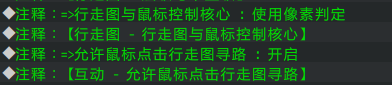 ◆注释：=>行走图与鼠标控制核心 : 使用像素判定
◆注释：【行走图 - 行走图与鼠标控制核心】
◆注释：=>允许鼠标点击行走图寻路 : 开启
◆注释：【互动 - 允许鼠标点击行走图寻路】